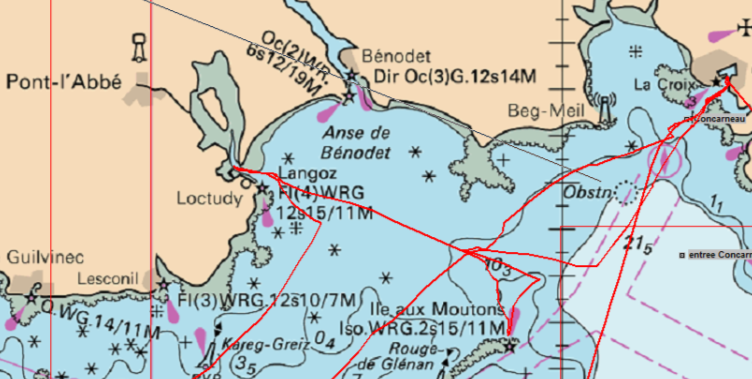 Oc(2)WR.
6s12/19M
Bénodet
Dir Oc(3)G.12s14M
Pont-l'Abbé
La Croix
Beg-Meil
Concarneau
Anse de
Bénodet
Langoz
Fl(4)WRG
12s15/11M
Loctudy
Obstn
1₁
21₅
Guilvinec
Lesconil
10₃
entree Concarn
Fl(3)WRG.12s10/7M
Q.WG.14/11M
Ile aux Moutons
Iso.WRG.2s15/11M
Kareg-Greiz
0₄
3₅
Rouge-
de Glénan